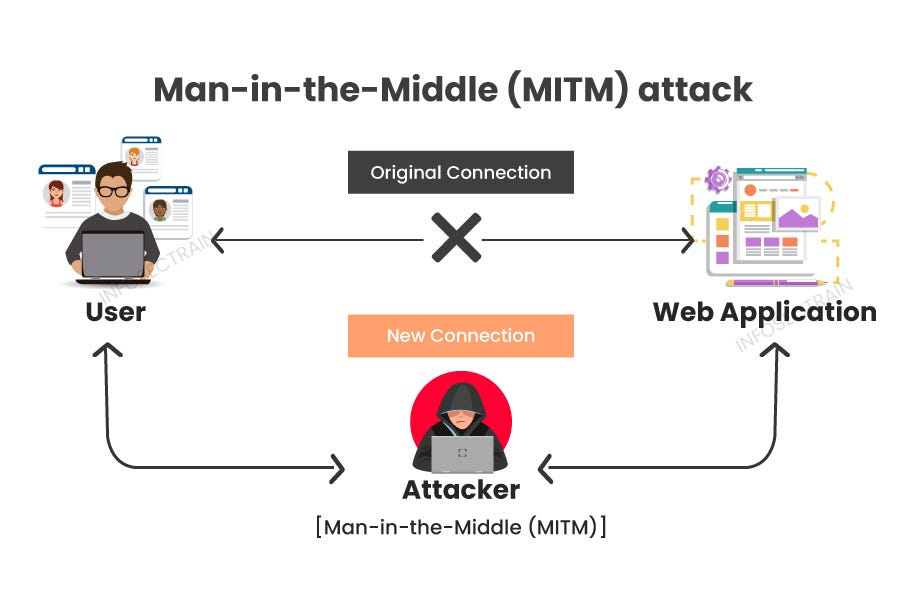 Man-in-the-Middle (MITM) attack
Original Connection
INFOSECTRAIN
User
Web Application
INFOSECTRAIN
New Connection
Attacker
[Man-in-the-Middle (MITM)]